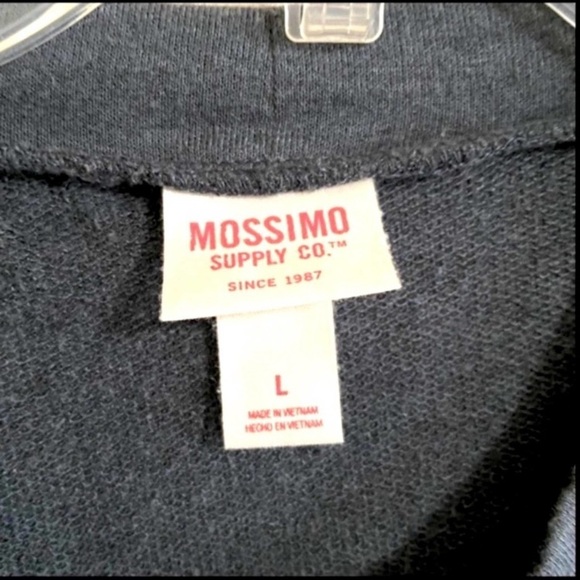 MOSSIMO
SUPPLY CO.™
SINCE 1987
L
MADE IN VIETNAM
HECHO EN VIETNAM